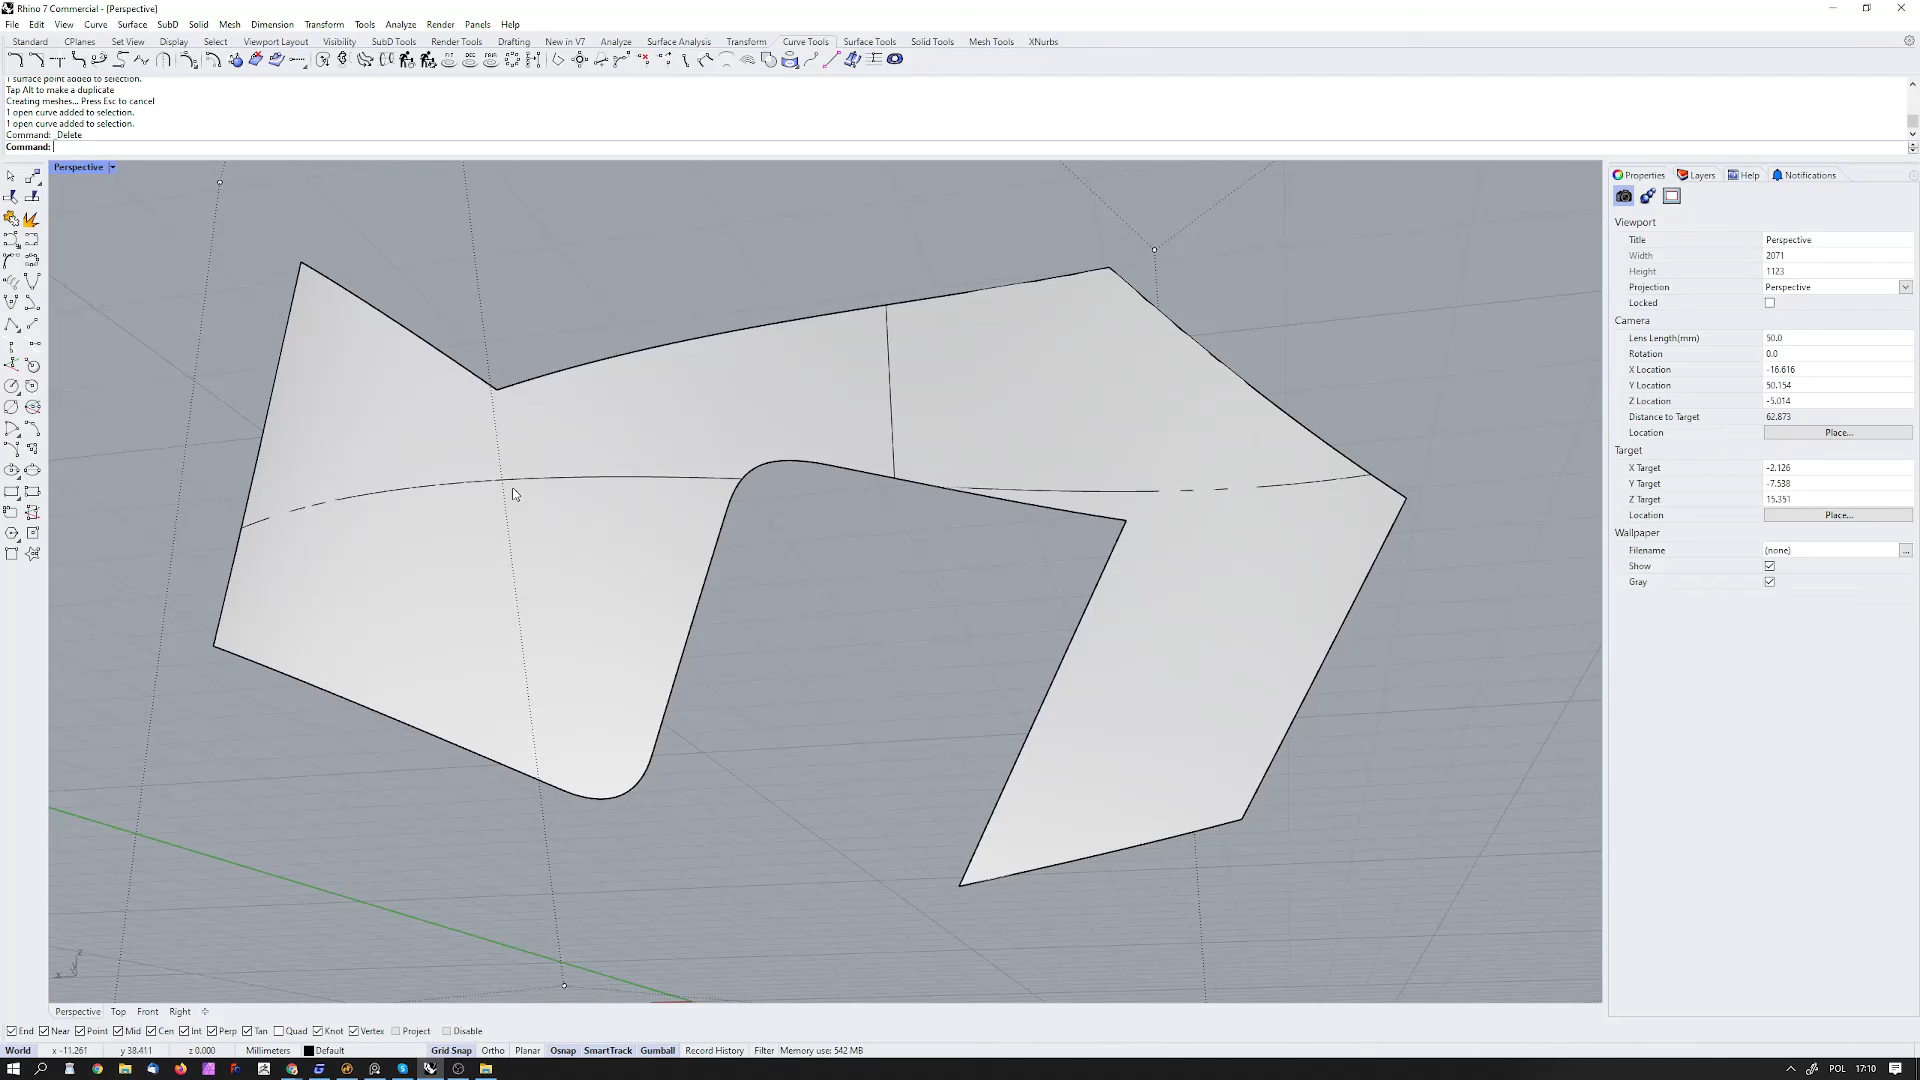 Rhino 7 Commercial - [Perspective]
File Edit View Curve Surface SubD Solid Mesh Dimension Transform Tools Analyze Render Panels Help
Standard CPlanes Set View Display Select Viewport Layout Visibility SubD Tools Render Tools Drafting New in V7 Analyze Surface Analysis Transform Curve Tools Surface Tools Solid Tools Mesh Tools XNurbs
1 surface point added to selection.
Tap Alt to make a duplicate
Creating meshes... Press Esc to cancel
1 open curve added to selection.
1 open curve added to selection.
Command: _Delete
Command:
Perspective
Properties Layers Help Notifications
Viewport
Title Perspective
Width 2071
Height 1123
Projection Perspective
Locked
Camera
Lens Length(mm) 50.0
Rotation 0.0
X Location -16.616
Y Location 50.154
Z Location -5.014
Distance to Target 62.873
Location Place...
Target
X Target -2.126
Y Target -7.538
Z Target 15.351
Location Place...
Wallpaper
Filename (none) ...
Show
Gray
Perspective Top Front Right
End Near Point Mid Cen Int Perp Tan Quad Knot Vertex Project Disable
World x -11.261 y 38.411 z 0.000 Millimeters Default Grid Snap Ortho Planar Osnap SmartTrack Gumball Record History Filter Memory use: 542 MB
POL 17:10